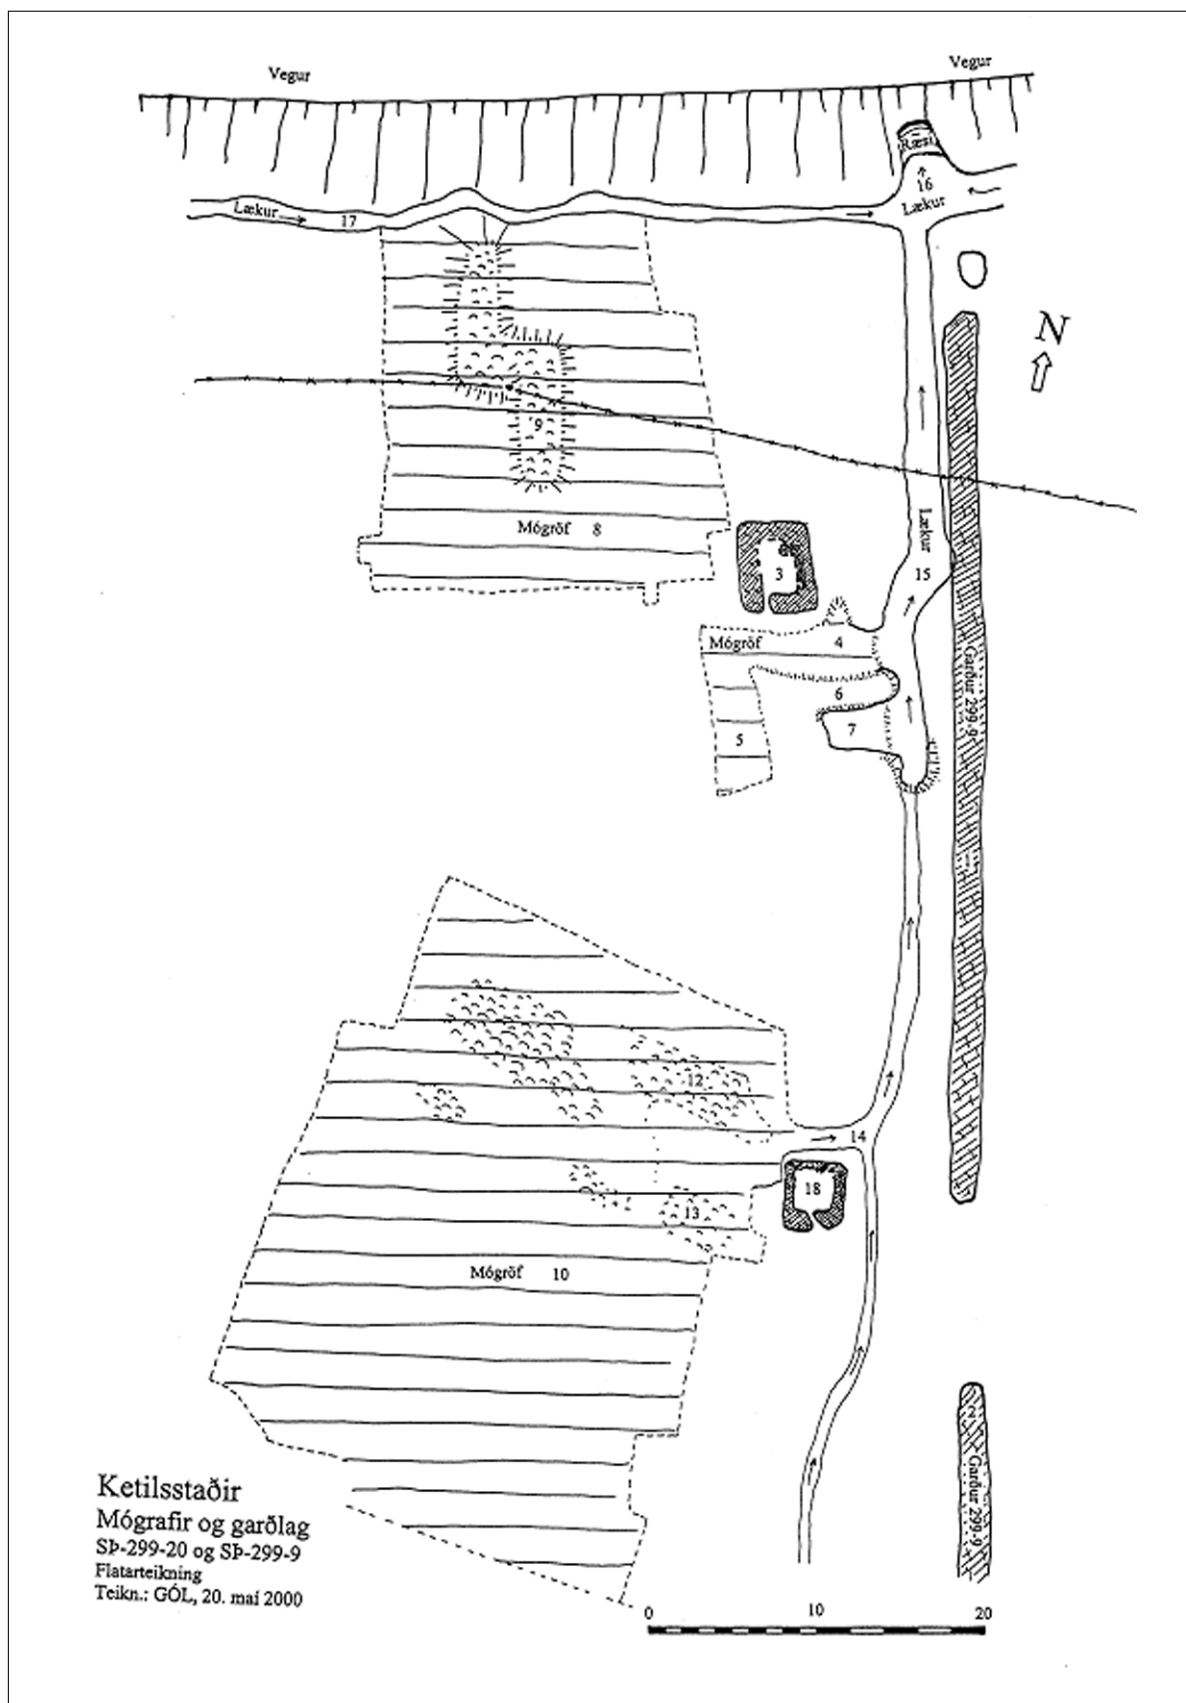 Vegur
Vegur
Ræsi
16
Lækur
Lækur
17
N
9
Mógröf 8
Lækur
15
3
Mógröf 4
6
7
5
Garður 299-9
1
12
14
18
13
Mógröf 10
2
Garður 299-9
Ketilsstaðir
Mógrafir og garðlag
SÞ-299-20 og SÞ-299-9
Flatarteikning
Teikn.: GÓL, 20. maí 2000
0 10 20